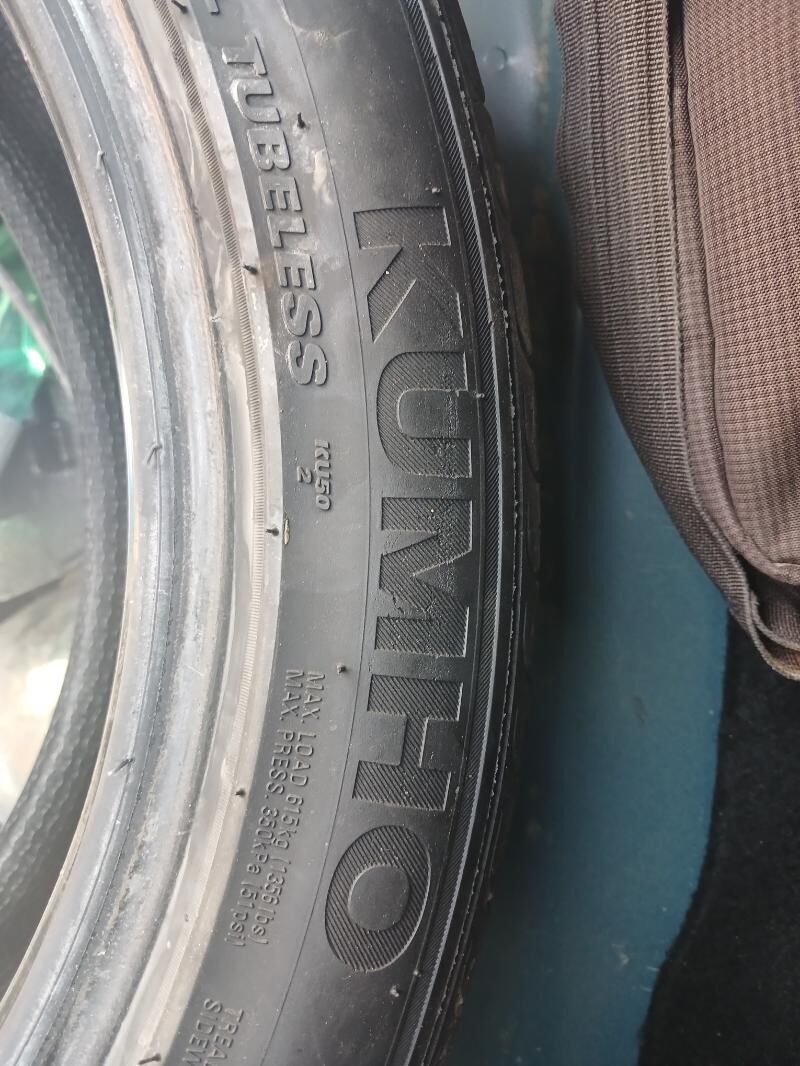 TUBELESS
KUMHO
KU50
2
MAX. LOAD 615kg (1356 lbs)
MAX. PRESS. 350kPa (51psi)